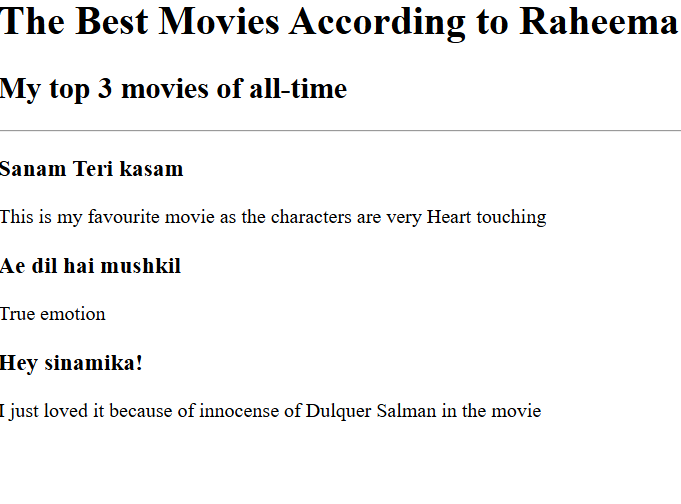 The Best Movies According to Raheema
My top 3 movies of all-time
Sanam Teri kasam
This is my favourite movie as the characters are very Heart touching
Ae dil hai mushkil
True emotion
Hey sinamika!
I just loved it because of innocense of Dulquer Salman in the movie